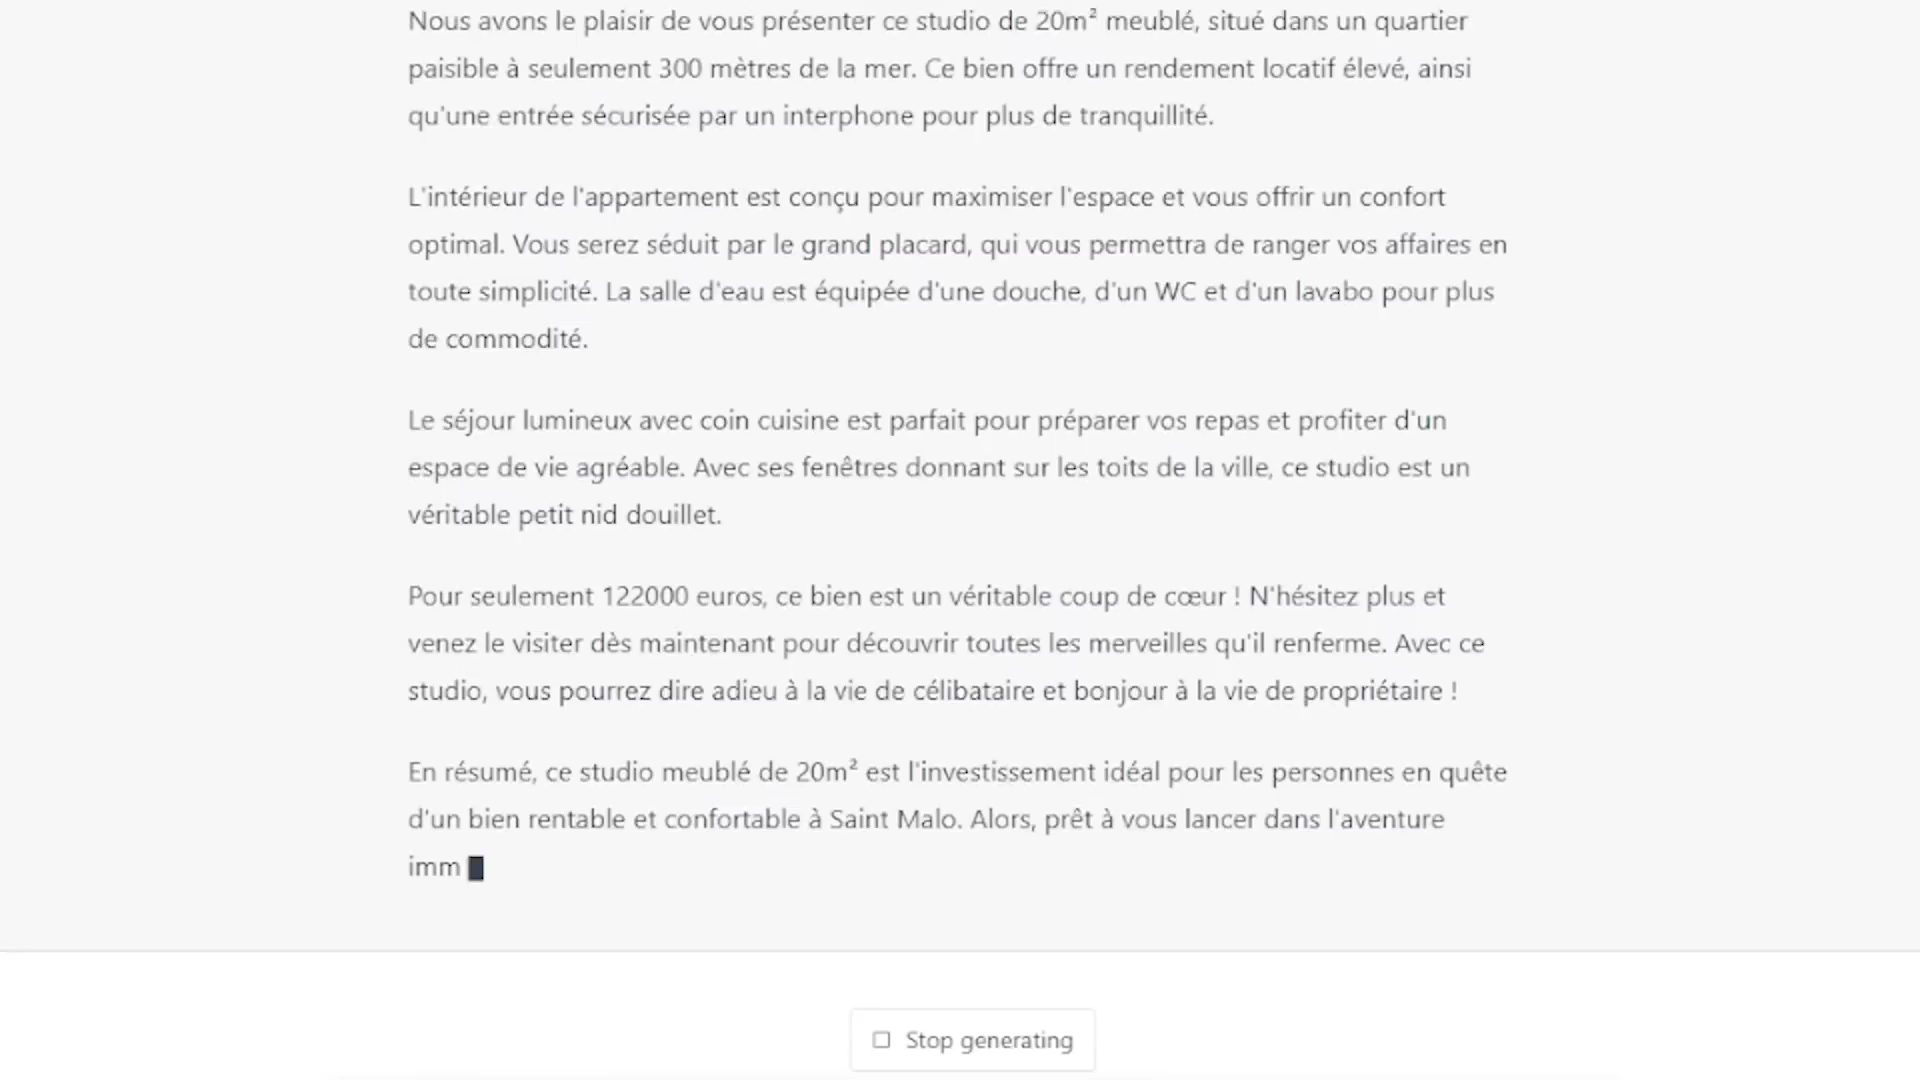 Nous avons le plaisir de vous présenter ce studio de 20m² meublé, situé dans un quartier
paisible à seulement 300 mètres de la mer. Ce bien offre un rendement locatif élevé, ainsi
qu'une entrée sécurisée par un interphone pour plus de tranquillité.
L'intérieur de l'appartement est conçu pour maximiser l'espace et vous offrir un confort
optimal. Vous serez séduit par le grand placard, qui vous permettra de ranger vos affaires en
toute simplicité. La salle d'eau est équipée d'une douche, d'un WC et d'un lavabo pour plus
de commodité.
Le séjour lumineux avec coin cuisine est parfait pour préparer vos repas et profiter d'un
espace de vie agréable. Avec ses fenêtres donnant sur les toits de la ville, ce studio est un
véritable petit nid douillet.
Pour seulement 122000 euros, ce bien est un véritable coup de cœur ! N'hésitez plus et
venez le visiter dès maintenant pour découvrir toutes les merveilles qu'il renferme. Avec ce
studio, vous pourrez dire adieu à la vie de célibataire et bonjour à la vie de propriétaire !
En résumé, ce studio meublé de 20m² est l'investissement idéal pour les personnes en quête
d'un bien rentable et confortable à Saint Malo. Alors, prêt à vous lancer dans l'aventure
imm
Stop generating